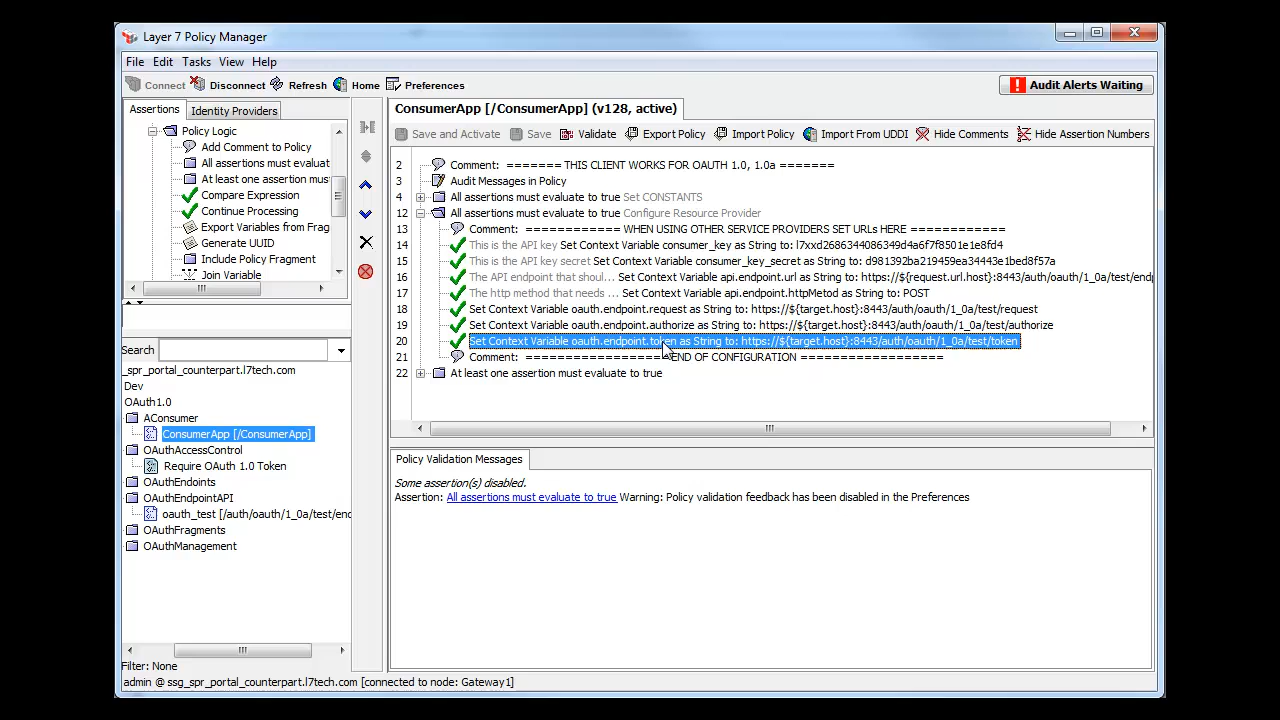 Layer 7 Policy Manager
File Edit Tasks View Help
Connect Disconnect Refresh Home Preferences
Audit Alerts Waiting
Assertions Identity Providers
Policy Logic
Add Comment to Policy
All assertions must evaluat
At least one assertion mus
Compare Expression
Continue Processing
Export Variables from Frag
Generate UUID
Include Policy Fragment
Join Variable
Search
_spr_portal_counterpart.l7tech.com
Dev
OAuth1.0
AConsumer
ConsumerApp [/ConsumerApp]
OAuthAccessControl
Require OAuth 1.0 Token
OAuthEndoints
OAuthEndpointAPI
oauth_test [/auth/oauth/1_0a/test/end
OAuthFragments
OAuthManagement
Filter: None
ConsumerApp [/ConsumerApp] (v128, active)
Save and Activate Save Validate Export Policy Import Policy Import From UDDI Hide Comments Hide Assertion Numbers
2 Comment: ======= THIS CLIENT WORKS FOR OAUTH 1.0, 1.0a =======
3 Audit Messages in Policy
4 All assertions must evaluate to true Set CONSTANTS
12 All assertions must evaluate to true Configure Resource Provider
13 Comment: ============ WHEN USING OTHER SERVICE PROVIDERS SET URLs HERE ============
14 This is the API key Set Context Variable consumer_key as String to: l7xxd2686344086349d4a6f7f8501e1e8fd4
15 This is the API key secret Set Context Variable consumer_key_secret as String to: d981392ba219459ea34443e1bed8f57a
16 The API endpoint that shoul... Set Context Variable api.endpoint.url as String to: https://${request.url.host}:8443/auth/oauth/1_0a/test/endp
17 The http method that needs ... Set Context Variable api.endpoint.httpMetod as String to: POST
18 Set Context Variable oauth.endpoint.request as String to: https://${target.host}:8443/auth/oauth/1_0a/test/request
19 Set Context Variable oauth.endpoint.authorize as String to: https://${target.host}:8443/auth/oauth/1_0a/test/authorize
20 Set Context Variable oauth.endpoint.token as String to: https://${target.host}:8443/auth/oauth/1_0a/test/token
21 Comment: ================== END OF CONFIGURATION ==================
22 At least one assertion must evaluate to true
Policy Validation Messages
Some assertion(s) disabled.
Assertion: All assertions must evaluate to true Warning: Policy validation feedback has been disabled in the Preferences
admin @ ssg_spr_portal_counterpart.l7tech.com [connected to node: Gateway1]